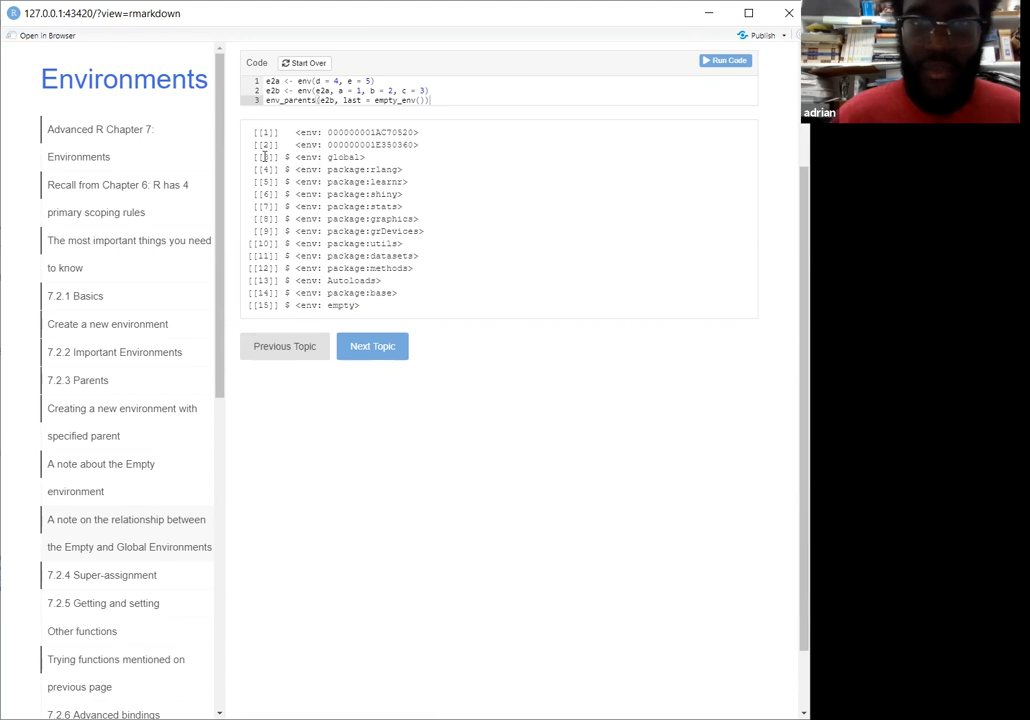 127.0.0.1:43420/?view=rmarkdown
Open in Browser
Publish
Environments
Advanced R Chapter 7:
Environments
Recall from Chapter 6: R has 4
primary scoping rules
The most important things you need
to know
7.2.1 Basics
Create a new environment
7.2.2 Important Environments
7.2.3 Parents
Creating a new environment with
specified parent
A note about the Empty
environment
A note on the relationship between
the Empty and Global Environments
7.2.4 Super-assignment
7.2.5 Getting and setting
Other functions
Trying functions mentioned on
previous page
7.2.6 Advanced bindings
Code
Start Over
Run Code
1 e2a <- env(d = 4, e = 5)
2 e2b <- env(e2a, a = 1, b = 2, c = 3)
3 env_parents(e2b, last = empty_env())
[[1]] <env: 000000001AC70520>
[[2]] <env: 000000001E350360>
[[3]] $ <env: global>
[[4]] $ <env: package:rlang>
[[5]] $ <env: package:learnr>
[[6]] $ <env: package:shiny>
[[7]] $ <env: package:stats>
[[8]] $ <env: package:graphics>
[[9]] $ <env: package:grDevices>
[[10]] $ <env: package:utils>
[[11]] $ <env: package:datasets>
[[12]] $ <env: package:methods>
[[13]] $ <env: Autoloads>
[[14]] $ <env: package:base>
[[15]] $ <env: empty>
Previous Topic
Next Topic
adrian